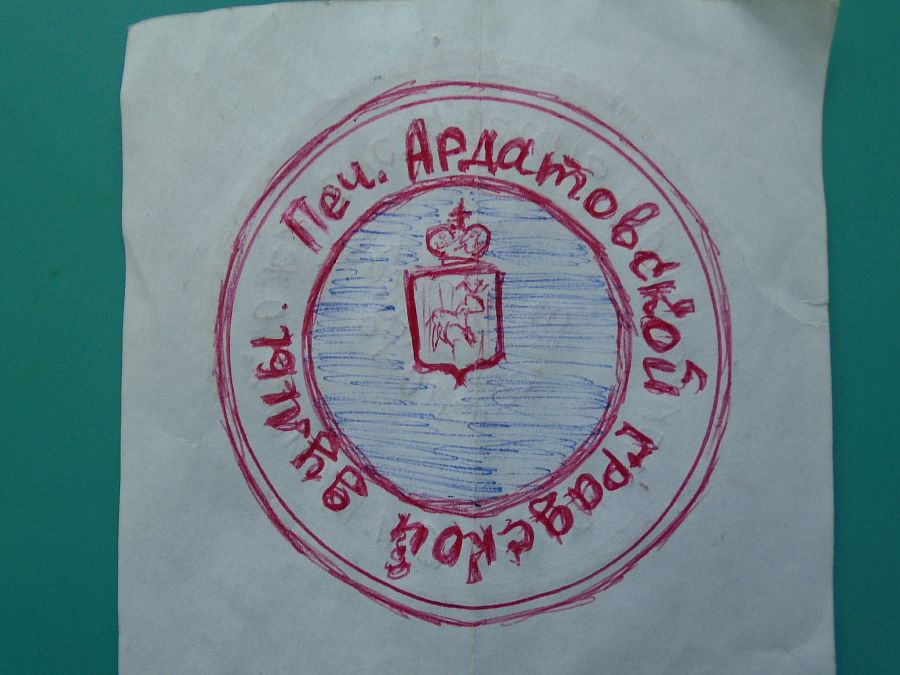 Печ. Ардатовской градской думы.